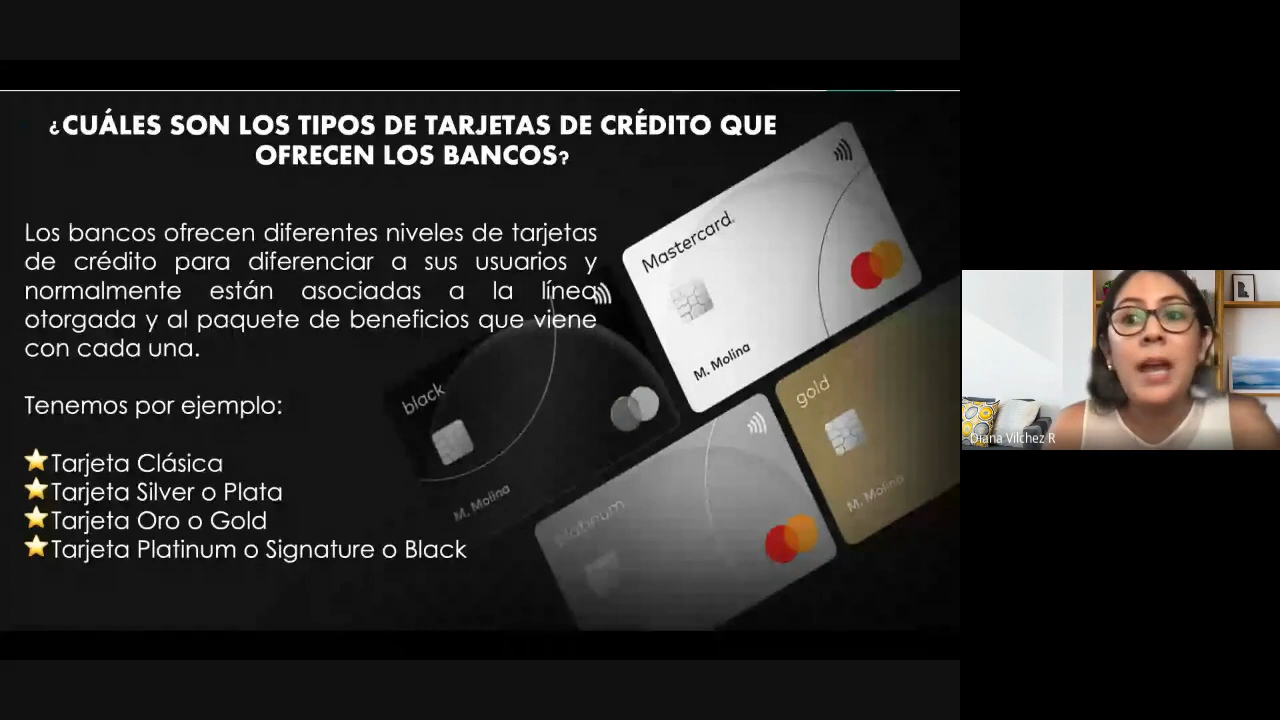 ¿CUÁLES SON LOS TIPOS DE TARJETAS DE CRÉDITO QUE
OFRECEN LOS BANCOS?
Los bancos ofrecen diferentes niveles de tarjetas
de crédito para diferenciar a sus usuarios y
normalmente están asociadas a la línea
otorgada y al paquete de beneficios que viene
con cada una.
Tenemos por ejemplo:
Tarjeta Clásica
Tarjeta Silver o Plata
Tarjeta Oro o Gold
Tarjeta Platinum o Signature o Black
Mastercard.
M. Molina
black
M. Molina
gold
M. Molina
platinum
Diana Vilchez R